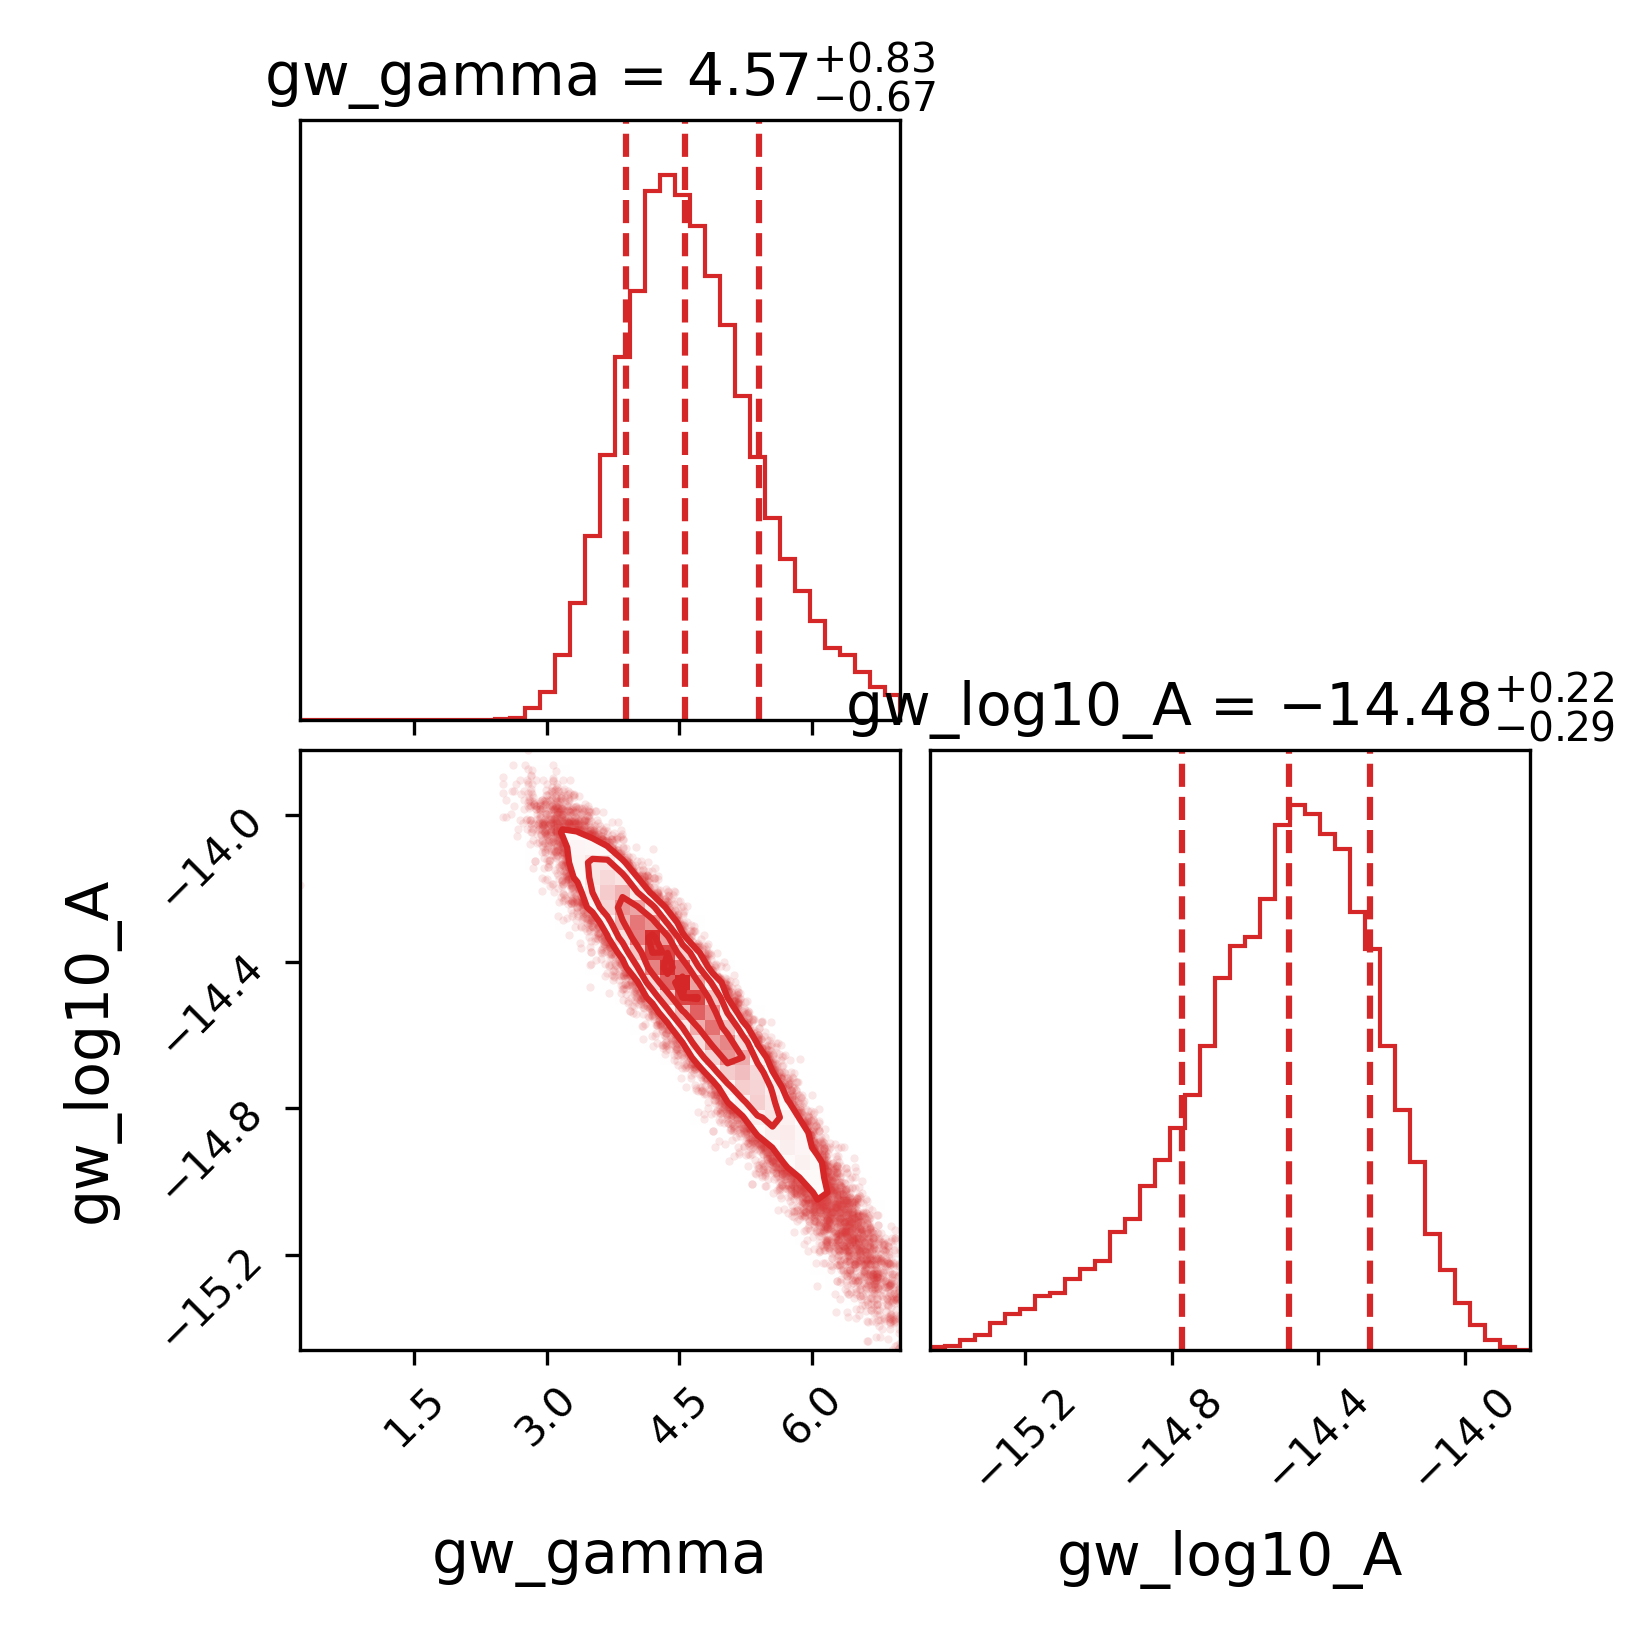 gw_gamma = 4.57+0.83 −0.67
gw_log10_A = −14.48+0.22 −0.29
gw_log10_A
−14.0
−14.4
−14.8
−15.2
1.5 3.0 4.5 6.0
−15.2 −14.8 −14.4 −14.0
gw_gamma
gw_log10_A